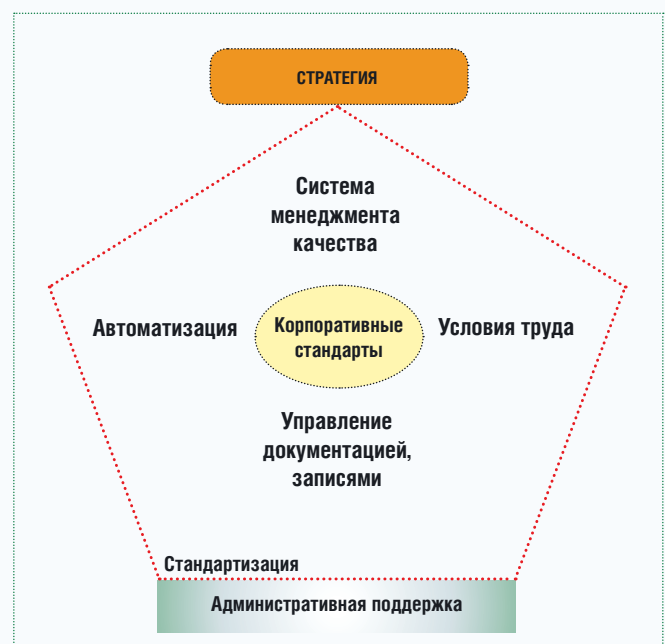 СТРАТЕГИЯ
Система
менеджмента
качества
Автоматизация
Корпоративные
стандарты
Условия труда
Управление
документацией,
записями
Стандартизация
Административная поддержка